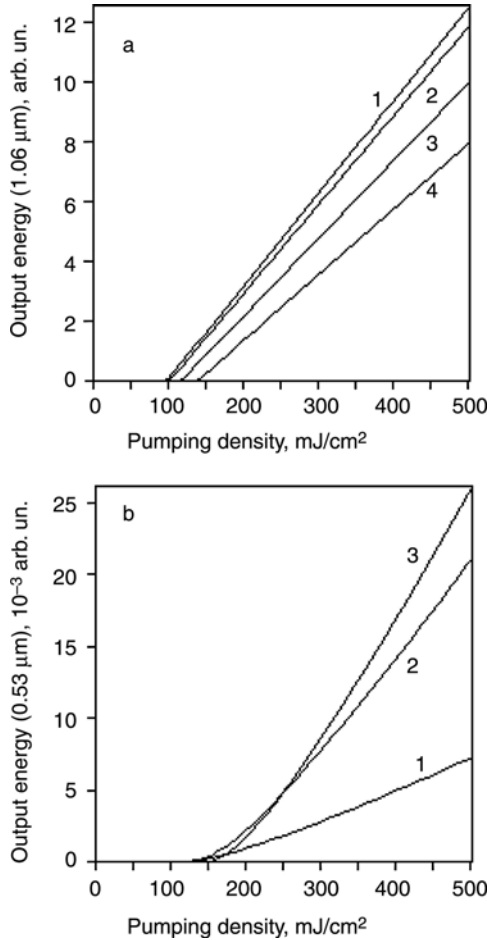 a
Output energy (1.06 μm), arb. un.
12
10
8
6
4
2
0
1
2
3
4
0 100 200 300 400 500
Pumping density, mJ/cm²
b
Output energy (0.53 μm), 10⁻³ arb. un.
25
20
15
10
5
0
3
2
1
0 100 200 300 400 500
Pumping density, mJ/cm²